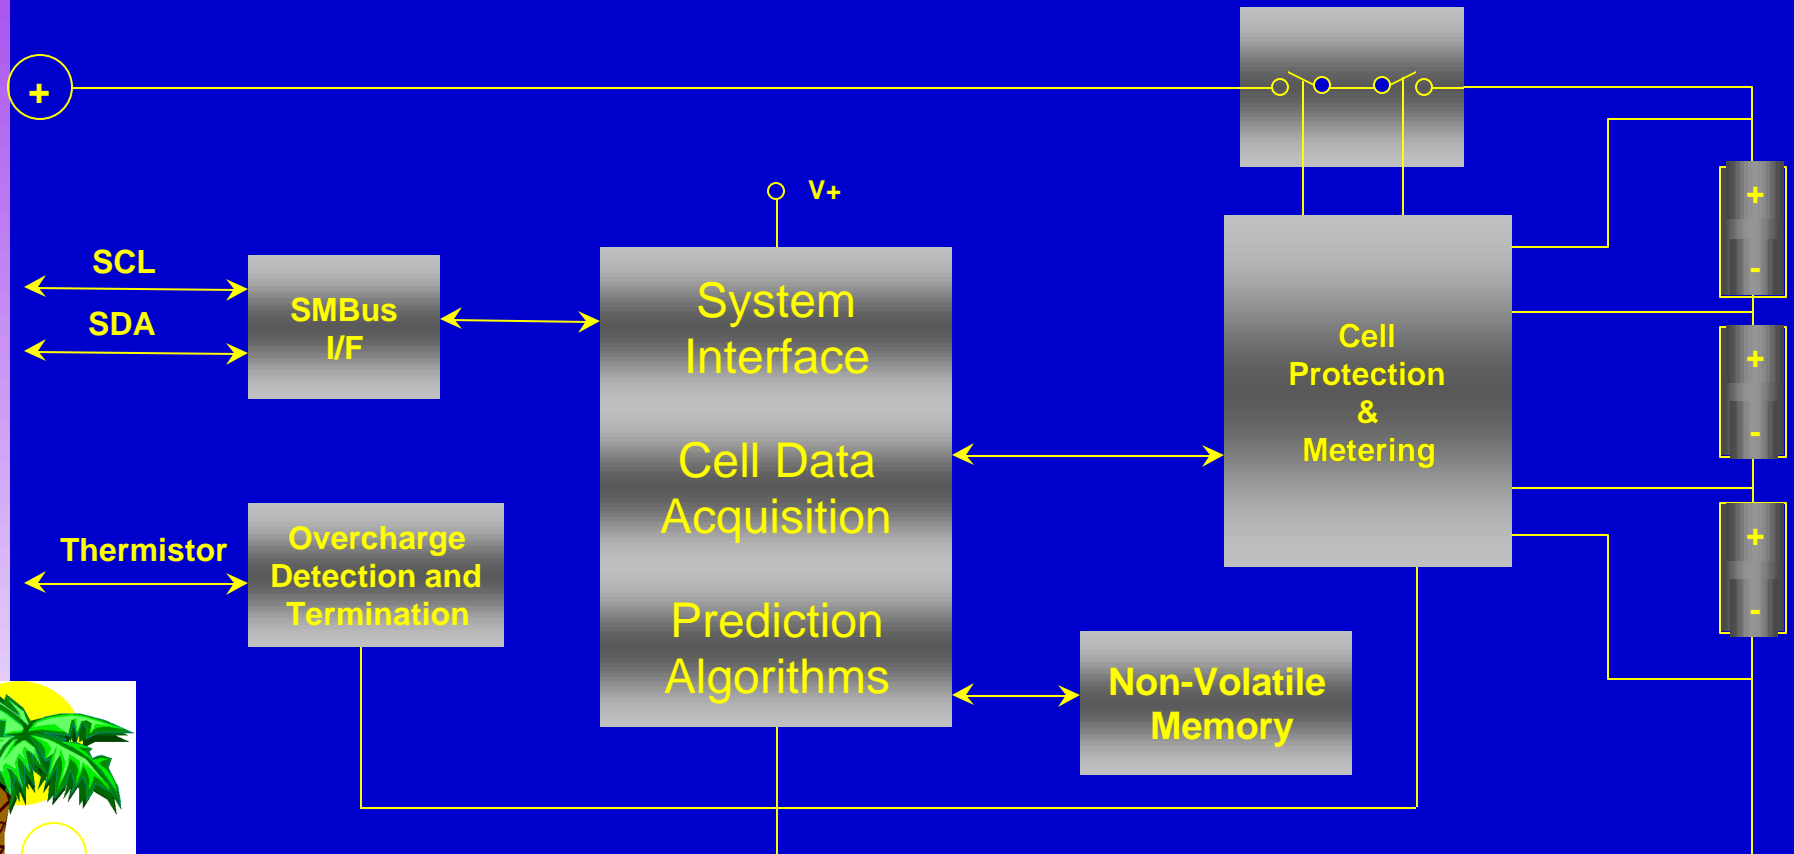 +
V+
SCL
SDA
SMBus
I/F
System
Interface
Cell Data
Acquisition
Prediction
Algorithms
Cell
Protection
&
Metering
+
-
+
-
+
-
Thermistor
Overcharge
Detection and
Termination
Non-Volatile
Memory